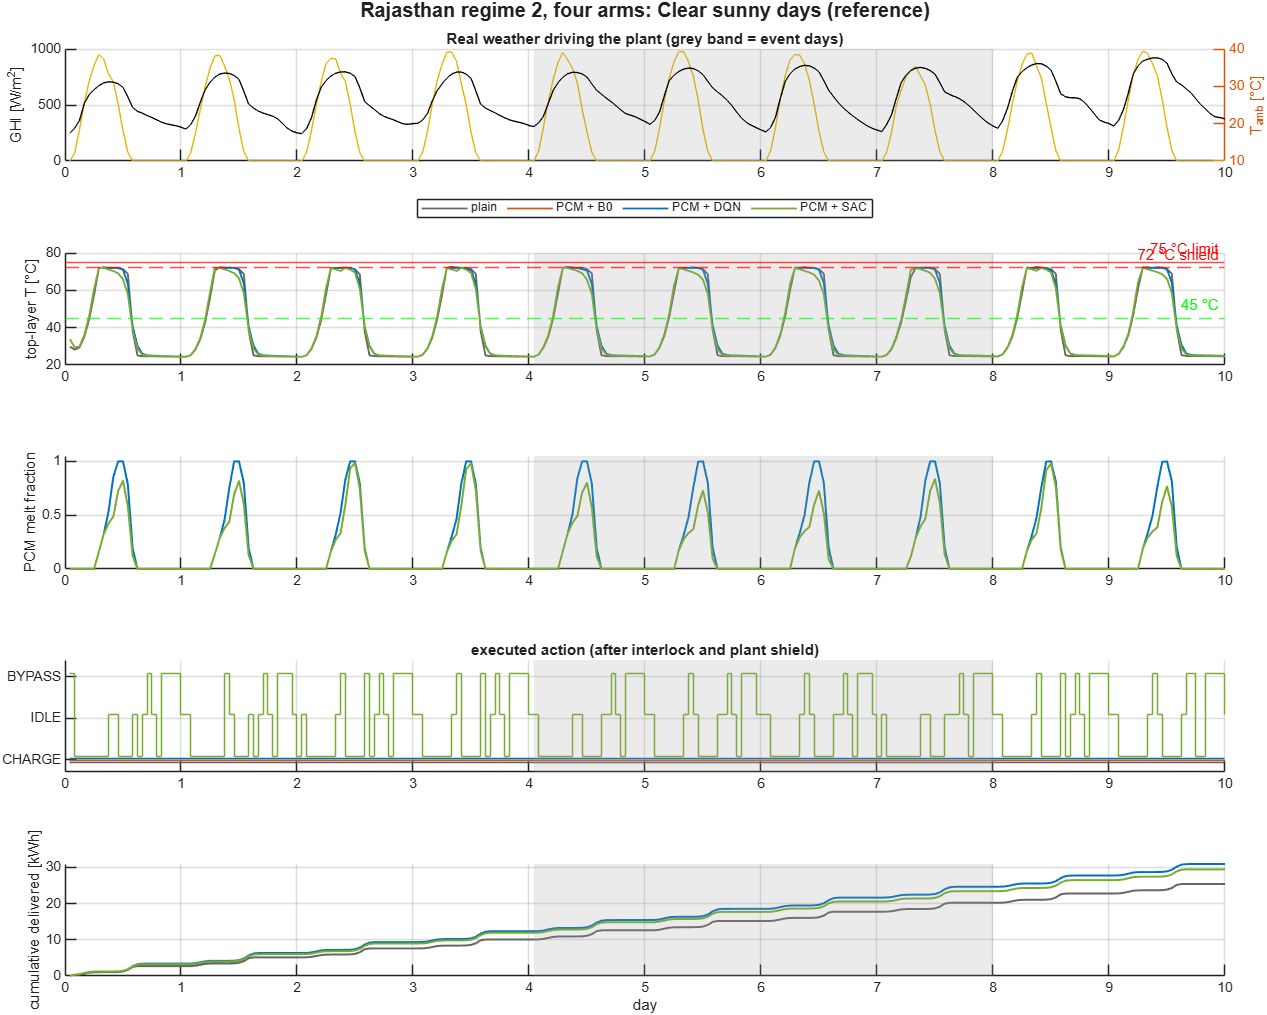 Rajasthan regime 2, four arms: Clear sunny days (reference)
Real weather driving the plant (grey band = event days)
GHI [W/m²]
1000
500
0
40
30
20
10
T_amb [°C]
0 1 2 3 4 5 6 7 8 9 10
plain PCM + B0 PCM + DQN PCM + SAC
top-layer T [°C]
80
60
40
20
75 °C limit
72 °C shield
45 °C
0 1 2 3 4 5 6 7 8 9 10
PCM melt fraction
1
0.5
0
0 1 2 3 4 5 6 7 8 9 10
executed action (after interlock and plant shield)
BYPASS
IDLE
CHARGE
0 1 2 3 4 5 6 7 8 9 10
cumulative delivered [kWh]
30
20
10
0
0 1 2 3 4 5 6 7 8 9 10
day